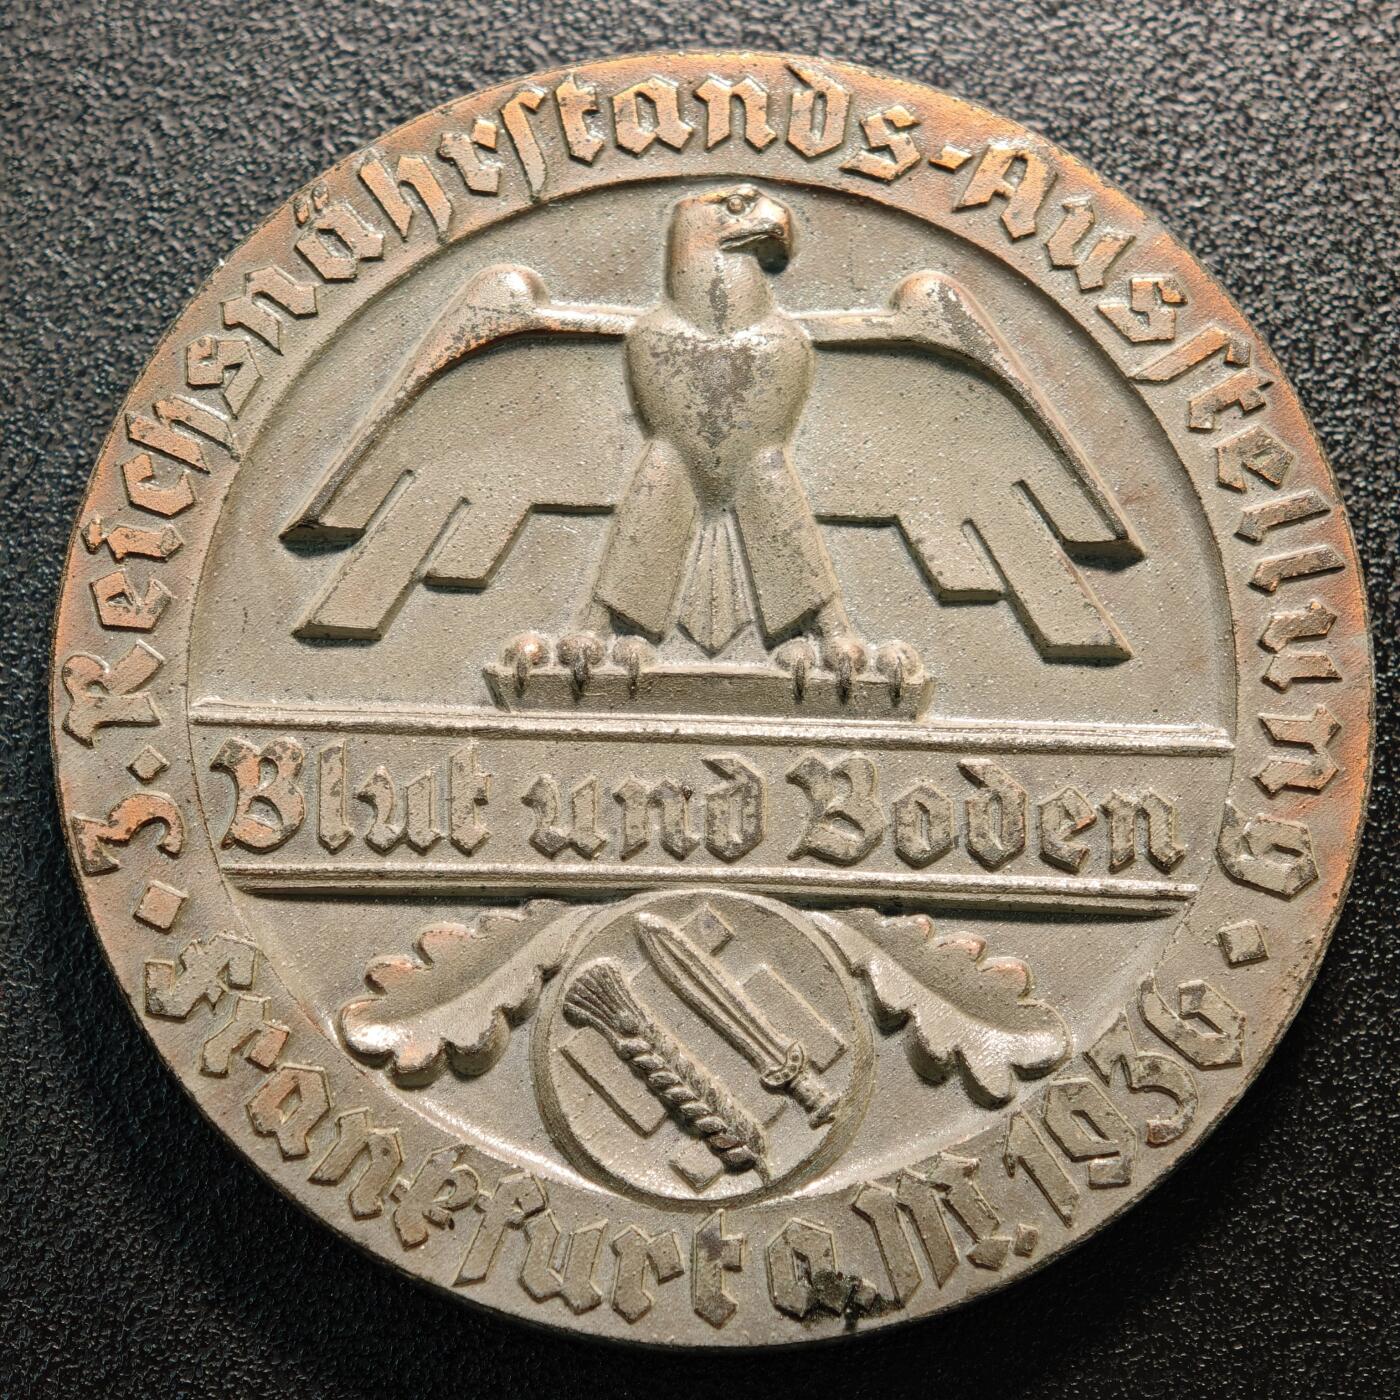 3. Reichsnährstands-Ausstellung
Blut und Boden
Frankfurt a. M. 1936